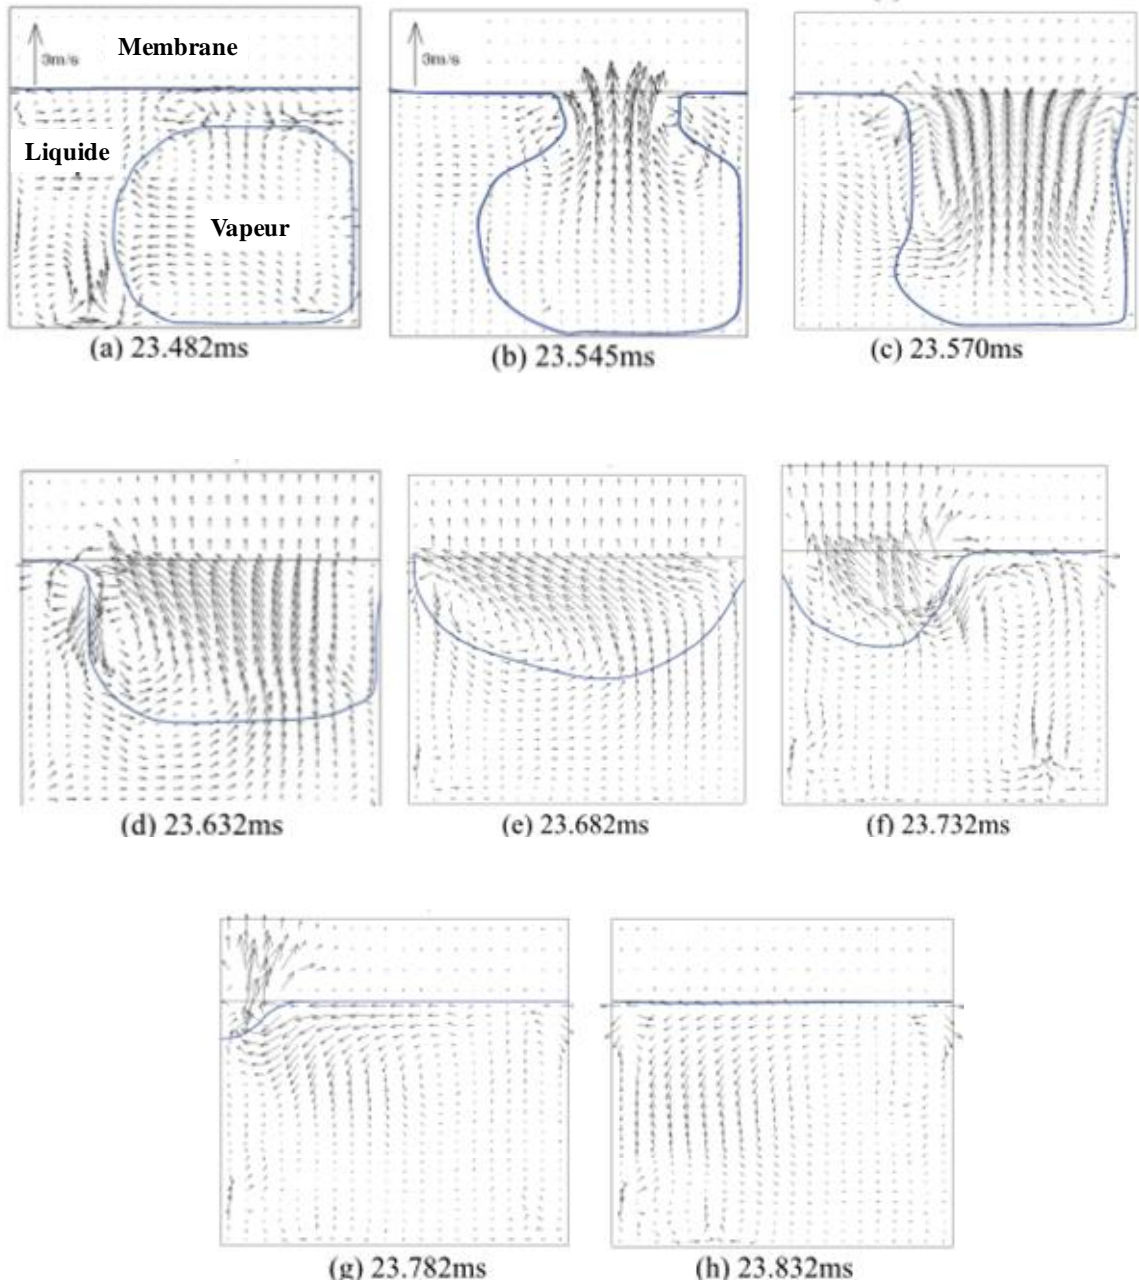 Membrane
3m/s
3m/s
Liquide
Vapeur
(a) 23.482ms
(b) 23.545ms
(c) 23.570ms
(d) 23.632ms
(e) 23.682ms
(f) 23.732ms
(g) 23.782ms
(h) 23.832ms